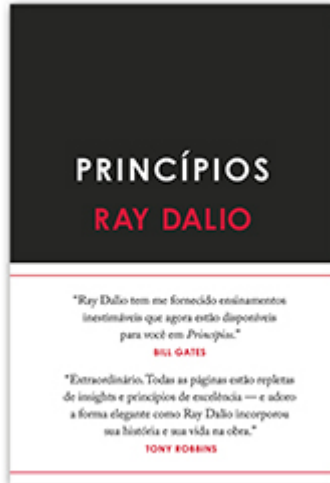 PRINCÍPIOS
RAY DALIO
"Ray Dalio tem me fornecido ensinamentos
inestimáveis que agora estão disponíveis
para você em Princípios."
BILL GATES
"Extraordinário. Todas as páginas estão repletas
de insights e princípios de excelência — e adoro
a forma elegante como Ray Dalio incorporou
sua história e sua vida na obra."
TONY ROBBINS